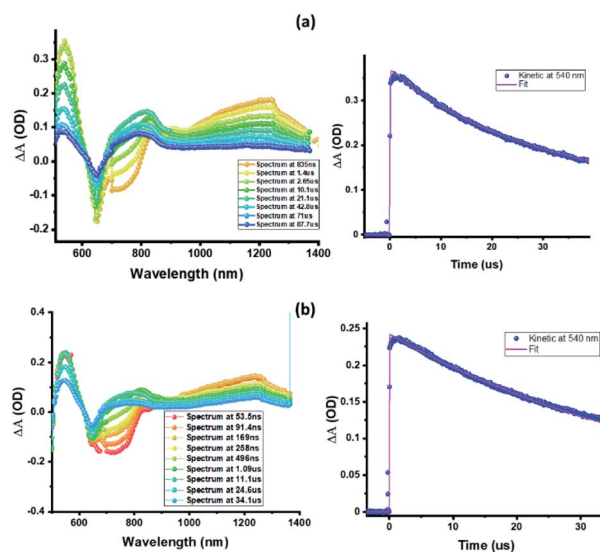 (a)
ΔA (OD)
0.3
0.2
0.1
0.0
-0.1
-0.2
Spectrum at 835ns
Spectrum at 1.4us
Spectrum at 2.65us
Spectrum at 10.1us
Spectrum at 21.1us
Spectrum at 42.8us
Spectrum at 71us
Spectrum at 87.7us
600 800 1000 1200 1400
Wavelength (nm)
ΔA (OD)
0.3
0.2
0.1
0.0
Kinetic at 540 nm
Fit
0 10 20 30
Time (us)
(b)
ΔA (OD)
0.4
0.2
0.0
-0.2
-0.4
Spectrum at 53.5ns
Spectrum at 91.4ns
Spectrum at 169ns
Spectrum at 258ns
Spectrum at 496ns
Spectrum at 1.09us
Spectrum at 11.1us
Spectrum at 24.6us
Spectrum at 34.1us
600 800 1000 1200 1400
Wavelength (nm)
ΔA (OD)
0.25
0.20
0.15
0.10
0.05
0.00
Kinetic at 540 nm
Fit
0 10 20 30
Time (us)